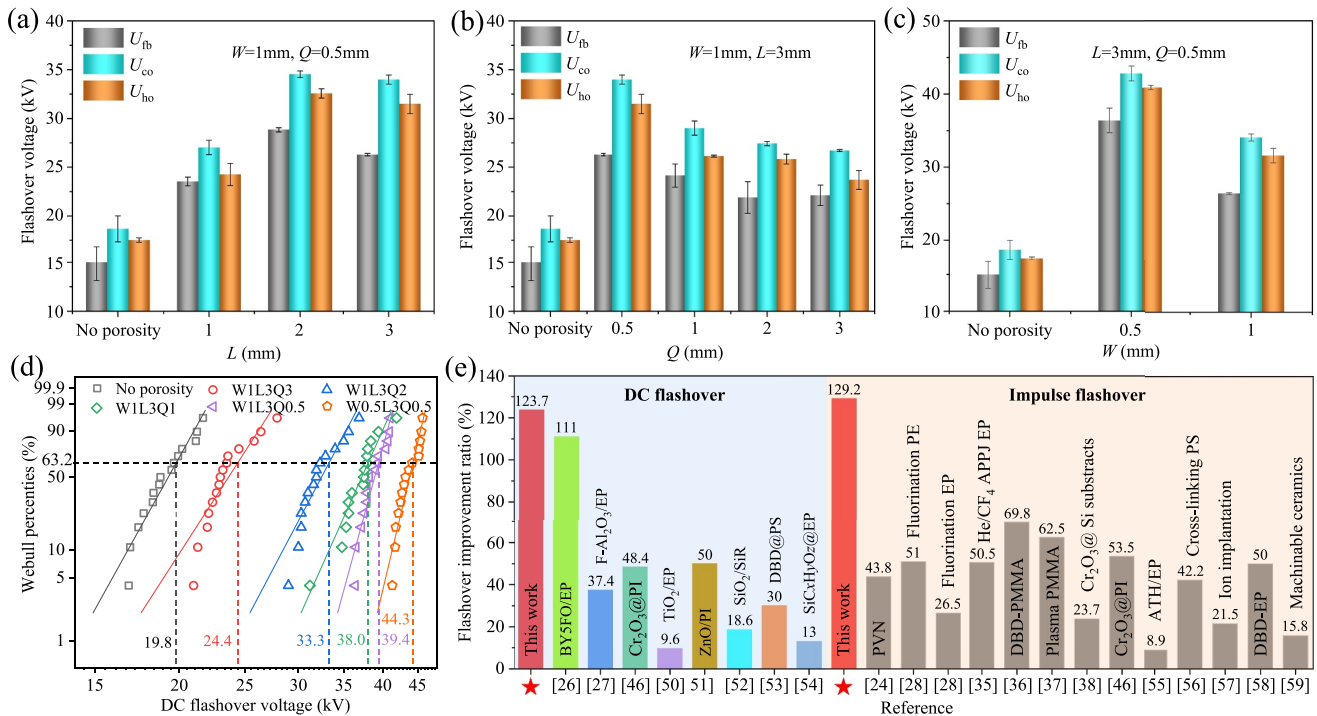 (a)
40
35
30
25
20
15
10
Flashover voltage (kV)
U_fb
U_co
U_ho
W=1mm, Q=0.5mm
No porosity 1 2 3
L (mm)
(b)
40
35
30
25
20
15
10
Flashover voltage (kV)
U_fb
U_co
U_ho
W=1mm, L=3mm
No porosity 0.5 1 2 3
Q (mm)
(c)
50
40
30
20
10
Flashover voltage (kV)
U_fb
U_co
U_ho
L=3mm, Q=0.5mm
No porosity 0.5 1
W (mm)
(d)
99.9
99
90
63.2
50
10
5
1
Webull percenties (%)
No porosity W1L3Q3 W1L3Q2
W1L3Q1 W1L3Q0.5 W0.5L3Q0.5
19.8 24.4 33.3 38.0 39.4 44.3
15 20 25 30 35 40 45
DC flashover voltage (kV)
(e)
140
120
100
80
60
40
20
0
Flashover improvement ratio (%)
DC flashover
Impulse flashover
123.7 This work
111 BY5FO/EP
37.4 F-Al₂O₃/EP
48.4 Cr₂O₃@PI
9.6 TiO₂/EP
50 ZnO/PI
18.6 SiO₂/SiR
30 DBD@PS
13 SiCxHyOz@EP
129.2 This work
43.8 PVN
51 Fluorination PE
26.5 Fluorination EP
50.5 He/CF₄ APPJ EP
69.8 DBD-PMMA
62.5 Plasma PMMA
23.7 Cr₂O₃@Si substracts
53.5 Cr₂O₃@PI
8.9 ATH/EP
42.2 Cross-linking PS
21.5 Ion implantation
50 DBD-EP
15.8 Machinable ceramics
★ [26] [27] [46] [50] 51] [52] [53] [54] ★ [24] [28] [28] [35] [36] [37] [38] [46] [55] [56] [57] [58] [59]
Reference